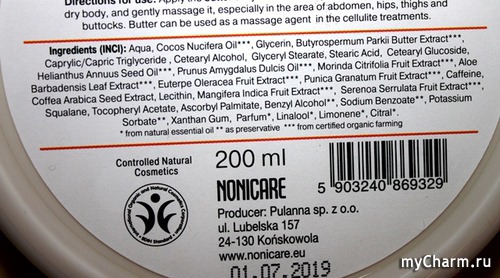 dry body, and gently massage it, especially in the area of abdomen, hips, thighs and
buttocks. Butter can be used as a massage agent in the cellulite treatments.
Ingredients (INCI): Aqua, Cocos Nucifera Oil***, Glycerin, Butyrospermum Parkii Butter Extract***,
Caprylic/Capric Triglyceride , Cetearyl Alcohol, Glyceryl Stearate, Stearic Acid, Cetearyl Glucoside,
Helianthus Annuus Seed Oil***, Prunus Amygdalus Dulcis Oil***, Morinda Citrifolia Fruit Extract***, Aloe
Barbadensis Leaf Extract***, Euterpe Oleracea Fruit Extract***, Punica Granatum Fruit Extract***, Caffeine,
Coffea Arabica Seed Extract, Lecithin, Mangifera Indica Fruit Extract***, Serenoa Serrulata Fruit Extract***,
Squalane, Tocopheryl Acetate, Ascorbyl Palmitate, Benzyl Alcohol**, Sodium Benzoate**, Potassium
Sorbate**, Xanthan Gum, Parfum*, Linalool*, Limonene*, Citral*.
* from natural essential oil ** as preservative *** from certified organic farming
Controlled Natural
Cosmetics
200 ml
NONICARE
Producer: Pulanna sp. z o.o.
ul. Lubelska 157
24-130 Końskowola
www.nonicare.eu
01.07.2019
5 903240 869329
myCharm.ru